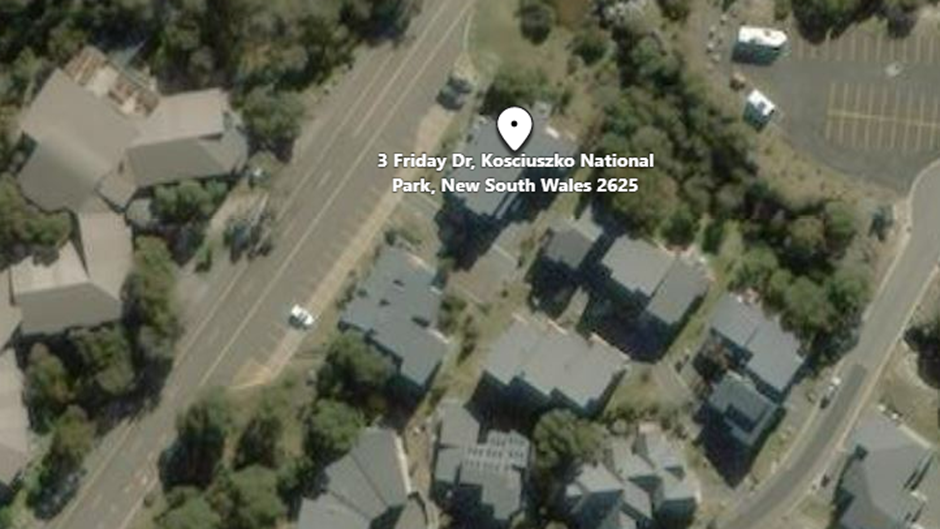 3 Friday Dr, Kosciuszko National
Park, New South Wales 2625